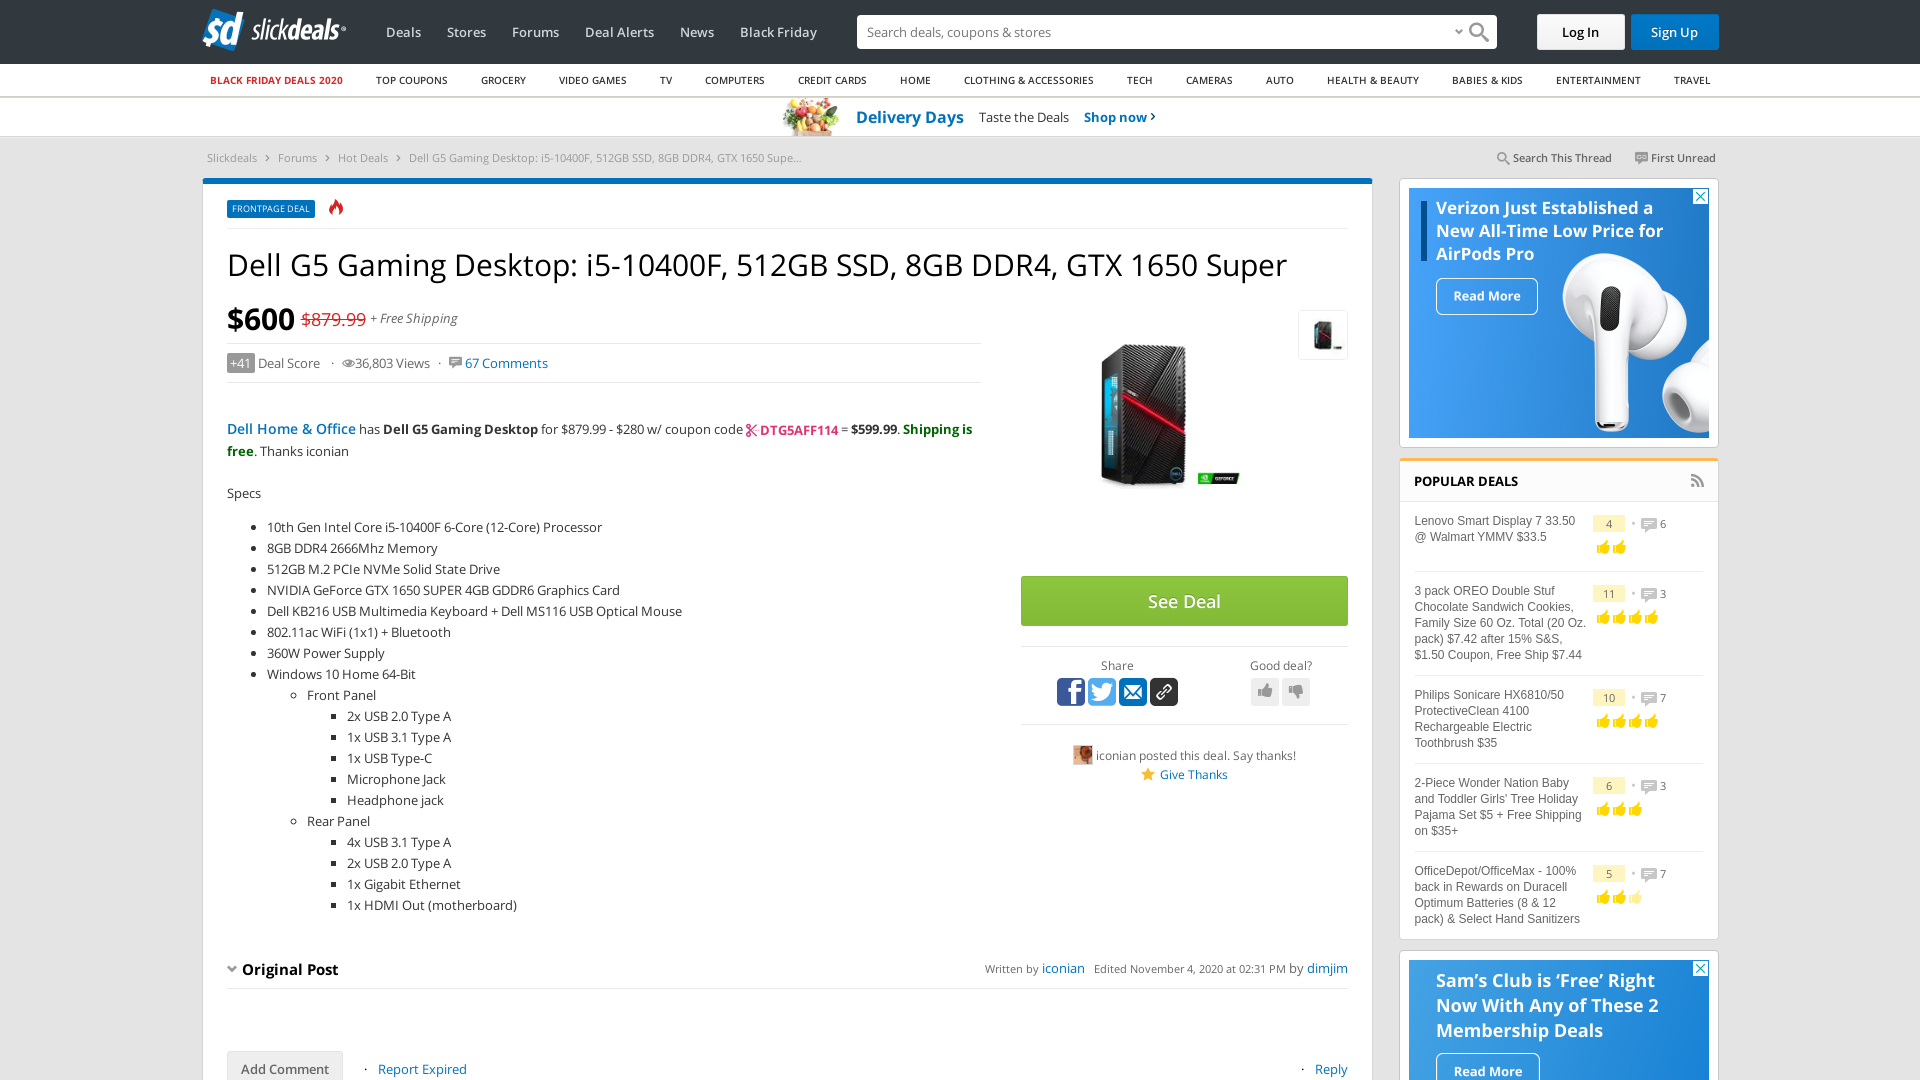 slickdeals
Deals
Stores
Forums
Deal Alerts
News
Black Friday
Search deals, coupons & stores
Log In
Sign Up
BLACK FRIDAY DEALS 2020
TOP COUPONS
GROCERY
VIDEO GAMES
TV
COMPUTERS
CREDIT CARDS
HOME
CLOTHING & ACCESSORIES
TECH
CAMERAS
AUTO
HEALTH & BEAUTY
BABIES & KIDS
ENTERTAINMENT
TRAVEL
Delivery Days Taste the Deals Shop now
Slickdeals › Forums › Hot Deals › Dell G5 Gaming Desktop: i5-10400F, 512GB SSD, 8GB DDR4, GTX 1650 Supe...
Search This Thread
First Unread
FRONTPAGE DEAL
Dell G5 Gaming Desktop: i5-10400F, 512GB SSD, 8GB DDR4, GTX 1650 Super
$600 $879.99 + Free Shipping
+41 Deal Score · 36,803 Views · 67 Comments
Dell Home & Office has Dell G5 Gaming Desktop for $879.99 - $280 w/ coupon code DTG5AFF114 = $599.99. Shipping is
free. Thanks iconian
Specs
10th Gen Intel Core i5-10400F 6-Core (12-Core) Processor
8GB DDR4 2666Mhz Memory
512GB M.2 PCIe NVMe Solid State Drive
NVIDIA GeForce GTX 1650 SUPER 4GB GDDR6 Graphics Card
Dell KB216 USB Multimedia Keyboard + Dell MS116 USB Optical Mouse
802.11ac WiFi (1x1) + Bluetooth
360W Power Supply
Windows 10 Home 64-Bit
Front Panel
2x USB 2.0 Type A
1x USB 3.1 Type A
1x USB Type-C
Microphone Jack
Headphone jack
Rear Panel
4x USB 3.1 Type A
2x USB 2.0 Type A
1x Gigabit Ethernet
1x HDMI Out (motherboard)
GEFORCE
See Deal
Share
Good deal?
iconian posted this deal. Say thanks!
Give Thanks
Original Post
Written by iconian Edited November 4, 2020 at 02:31 PM by dimjim
Add Comment
· Report Expired
· Reply
Verizon Just Established a
New All-Time Low Price for
AirPods Pro
Read More
POPULAR DEALS
Lenovo Smart Display 7 33.50
@ Walmart YMMV $33.5
4 • 6
3 pack OREO Double Stuf
Chocolate Sandwich Cookies,
Family Size 60 Oz. Total (20 Oz.
pack) $7.42 after 15% S&S,
$1.50 Coupon, Free Ship $7.44
11 • 3
Philips Sonicare HX6810/50
ProtectiveClean 4100
Rechargeable Electric
Toothbrush $35
10 • 7
2-Piece Wonder Nation Baby
and Toddler Girls' Tree Holiday
Pajama Set $5 + Free Shipping
on $35+
6 • 3
OfficeDepot/OfficeMax - 100%
back in Rewards on Duracell
Optimum Batteries (8 & 12
pack) & Select Hand Sanitizers
5 • 7
Sam's Club is 'Free' Right
Now With Any of These 2
Membership Deals
Read More